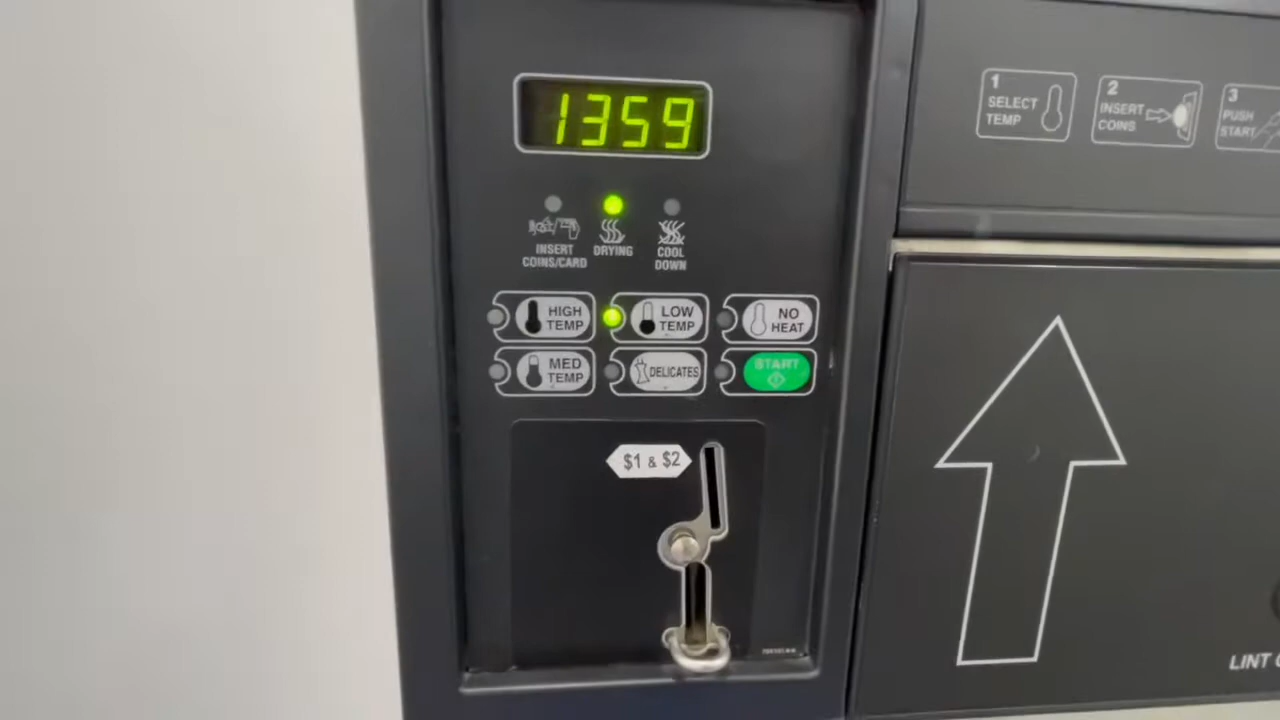 1359
INSERT
COINS/CARD
DRYING
COOL
DOWN
HIGH
TEMP
LOW
TEMP
NO
HEAT
MED
TEMP
DELICATES
START
$1 & $2
1
SELECT
TEMP
2
INSERT
COINS
3
PUSH
START
LINT